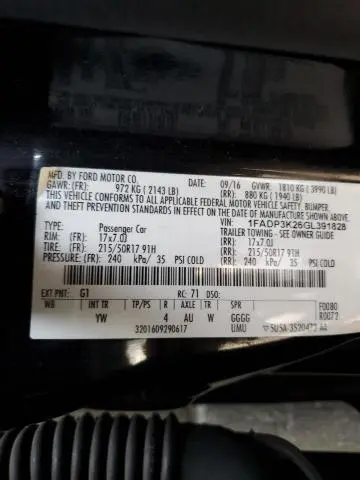 MFD. BY FORD MOTOR CO. DATE: 09/16 GVWR: 1810 KG ( 3990 LB)
GAWR: (FR): 972 KG ( 2143 LB) RR: 880 KG ( 1940 LB)
THIS VEHICLE CONFORMS TO ALL APPLICABLE FEDERAL MOTOR VEHICLE SAFETY, BUMPER,
AND THEFT PREVENTION STANDARDS IN EFFECT ON THE DATE OF MANUFACTURE SHOWN ABOVE.
VIN: 1FADP3K26GL391828
TYPE: Passenger Car TRAILER TOWING - SEE OWNER GUIDE
RIM: (FR): 17x7.0J (RR): 17x7.0J
TIRE: (FR): 215/50R17 91H (RR): 215/50R17 91H
PRESSURE: (FR): 240 kPa/ 35 PSI COLD (RR): 240 kPa/ 35 PSI COLD
EXT PNT: G1 RC: 71 DSO: F0080
WB INT TR TP/PS R AXLE TR SPR R0072
YW 4 AU W GGGG
3201609290617 UMU